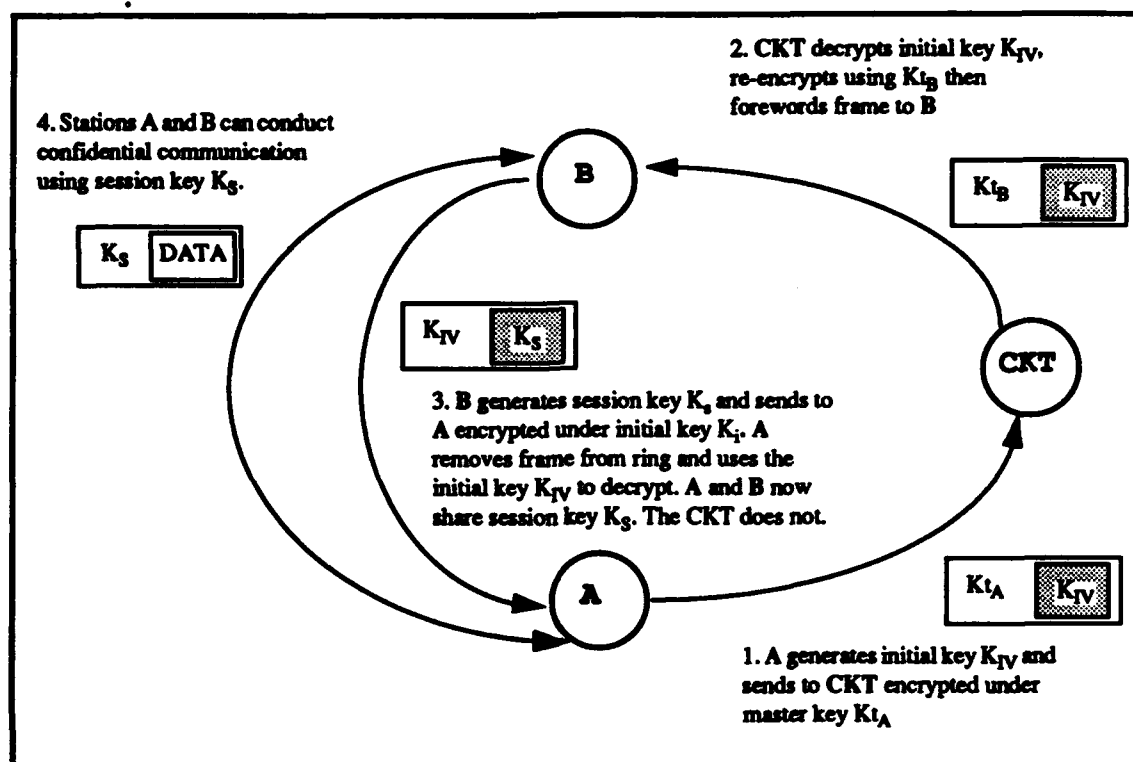 2. CKT decrypts initial key K_IV,
re-encrypts using Kt_B then
forewords frame to B
4. Stations A and B can conduct
confidential communication
using session key K_S.
B
Kt_B K_IV
K_S DATA
K_IV K_S
CKT
3. B generates session key K_s and sends to
A encrypted under initial key K_i. A
removes frame from ring and uses the
initial key K_IV to decrypt. A and B now
share session key K_S. The CKT does not.
A
Kt_A K_IV
1. A generates initial key K_IV and
sends to CKT encrypted under
master key Kt_A